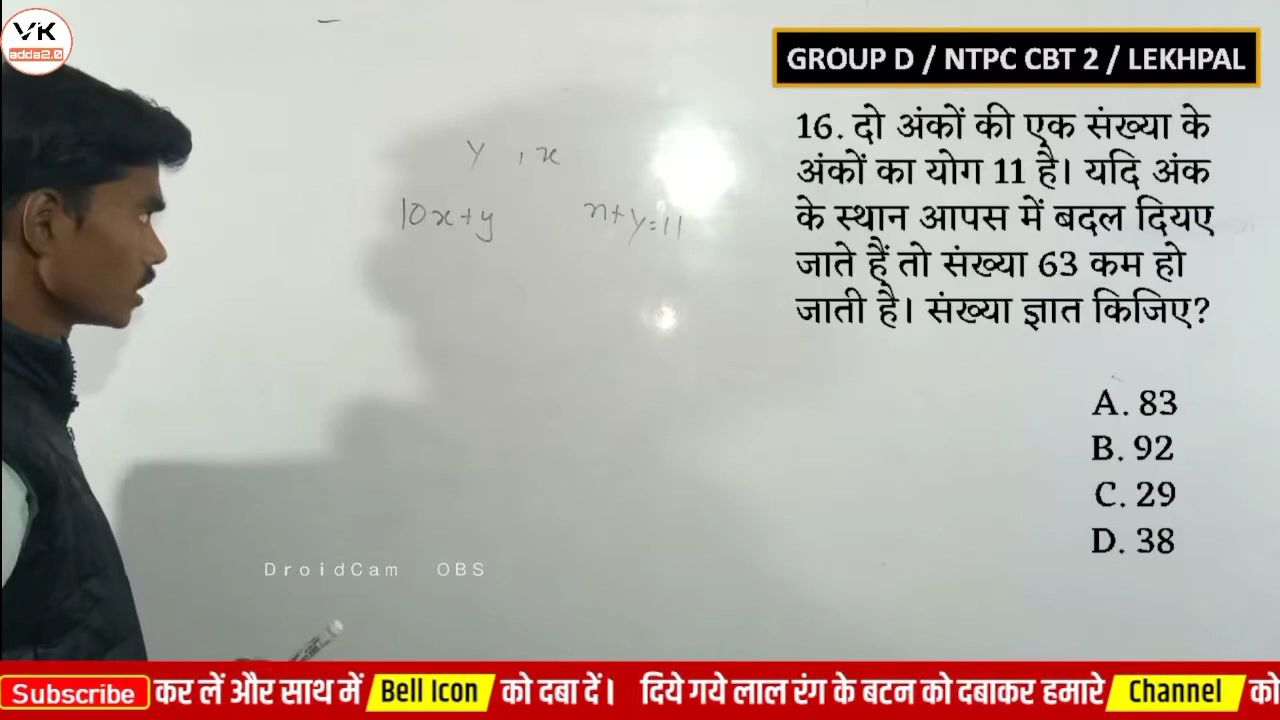 VK
adda2.0
GROUP D / NTPC CBT 2 / LEKHPAL
y , x
10x+y x+y=11
16. दो अंकों की एक संख्या के
अंकों का योग 11 है। यदि अंक
के स्थान आपस में बदल दियए
जाते हैं तो संख्या 63 कम हो
जाती है। संख्या ज्ञात किजिए?
A. 83
B. 92
C. 29
D. 38
DroidCam OBS
Subscribe कर लें और साथ में Bell Icon को दबा दें। दिये गये लाल रंग के बटन को दबाकर हमारे Channel को